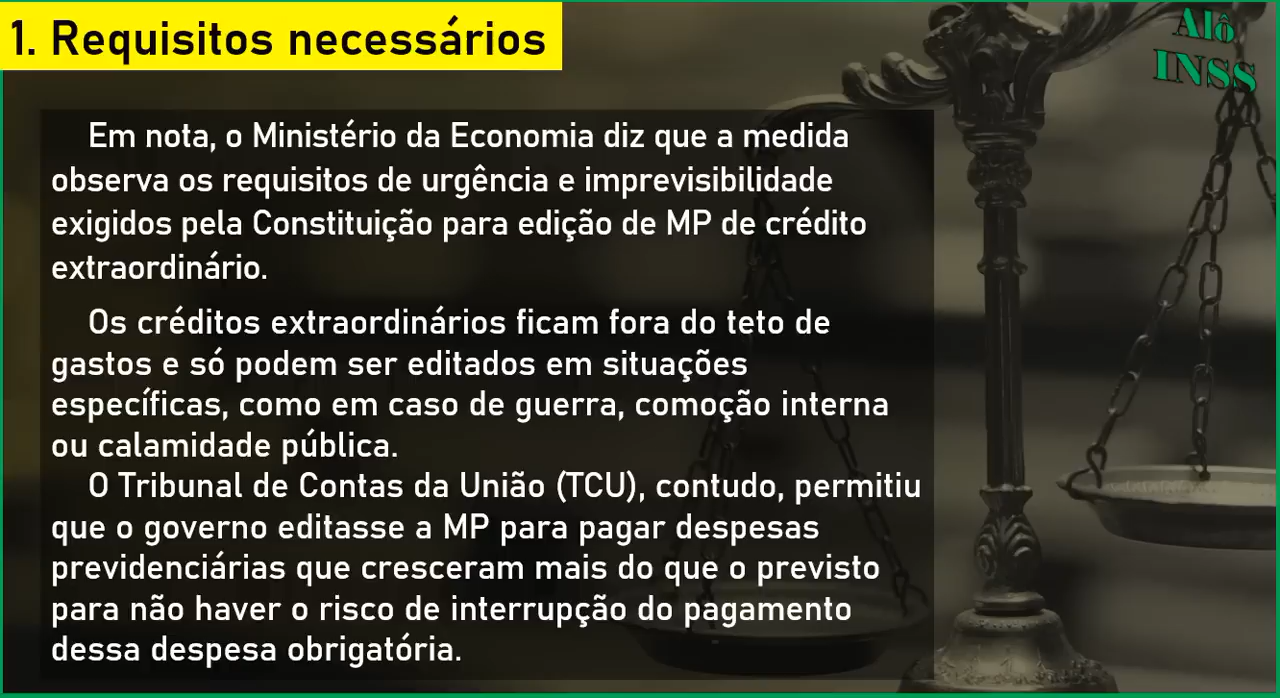 1. Requisitos necessários
Alô
INSS
Em nota, o Ministério da Economia diz que a medida
observa os requisitos de urgência e imprevisibilidade
exigidos pela Constituição para edição de MP de crédito
extraordinário.
Os créditos extraordinários ficam fora do teto de
gastos e só podem ser editados em situações
específicas, como em caso de guerra, comoção interna
ou calamidade pública.
O Tribunal de Contas da União (TCU), contudo, permitiu
que o governo editasse a MP para pagar despesas
previdenciárias que cresceram mais do que o previsto
para não haver o risco de interrupção do pagamento
dessa despesa obrigatória.